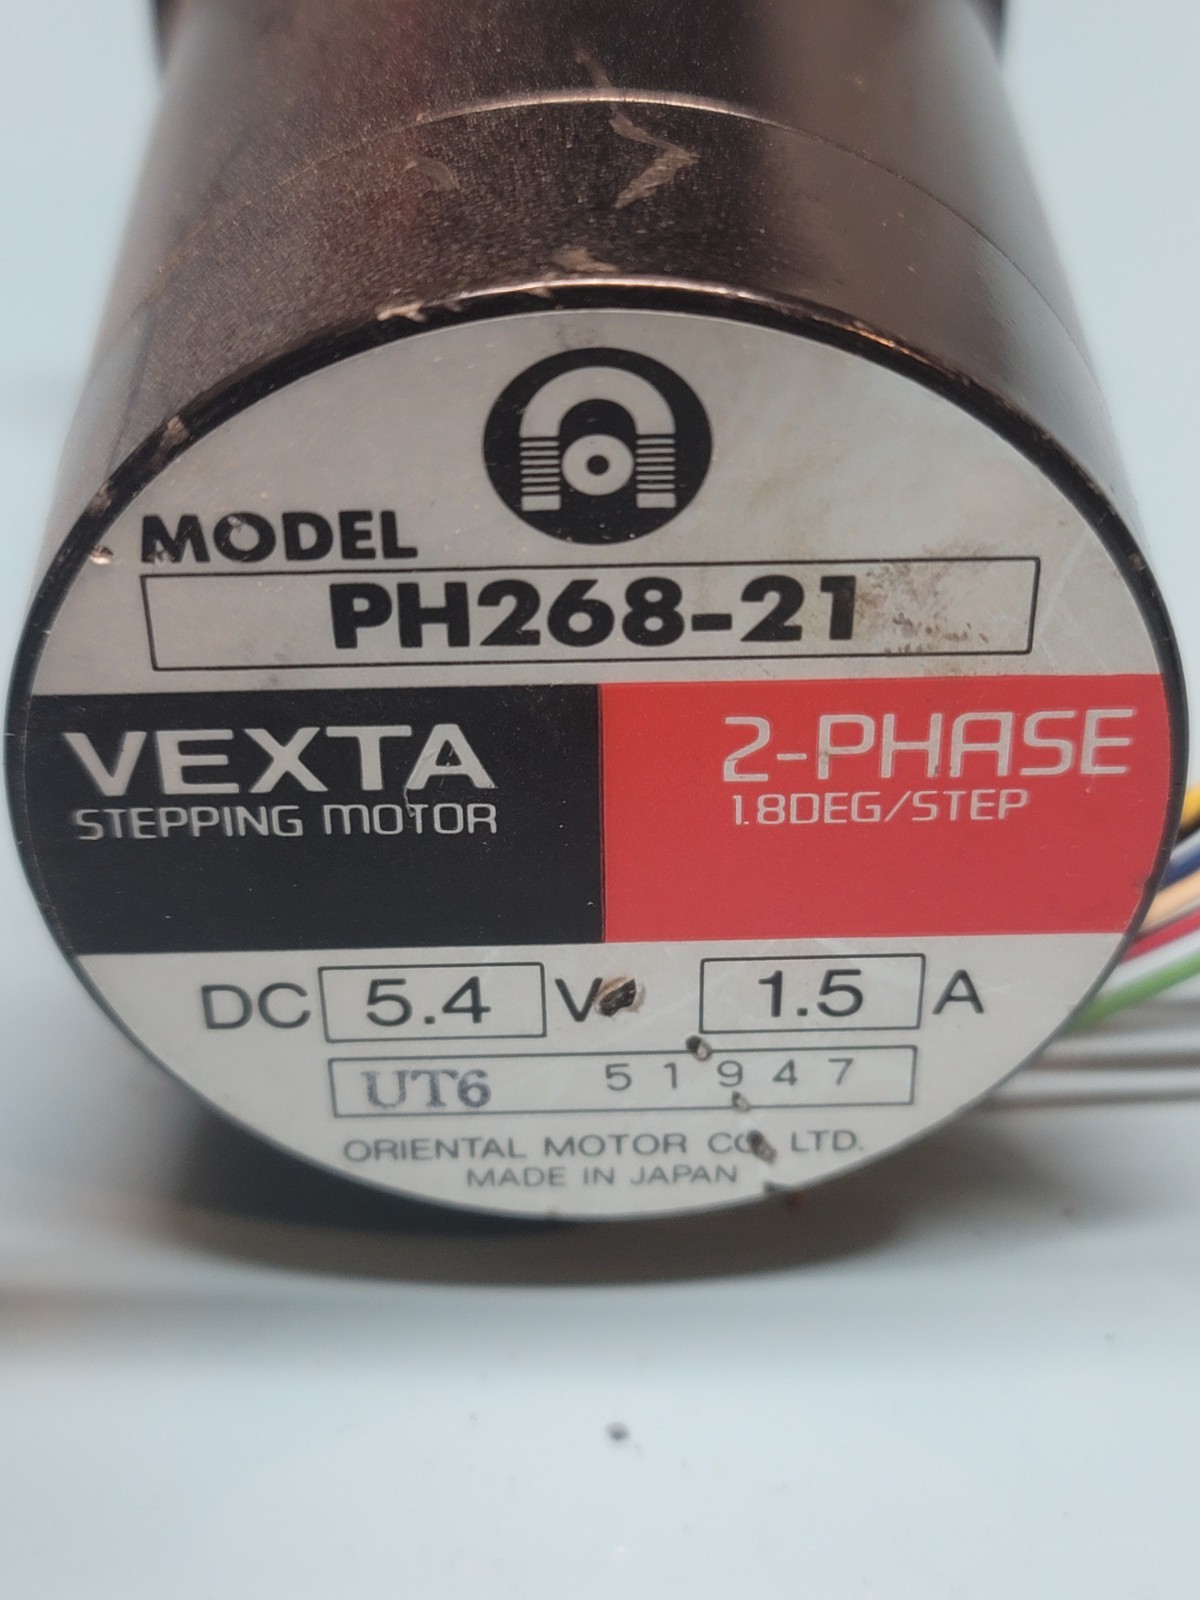 MODEL
PH268-21
VEXTA
STEPPING MOTOR
2-PHASE
1.8DEG/STEP
DC 5.4 V 1.5 A
UT6 51947
ORIENTAL MOTOR CO. LTD.
MADE IN JAPAN